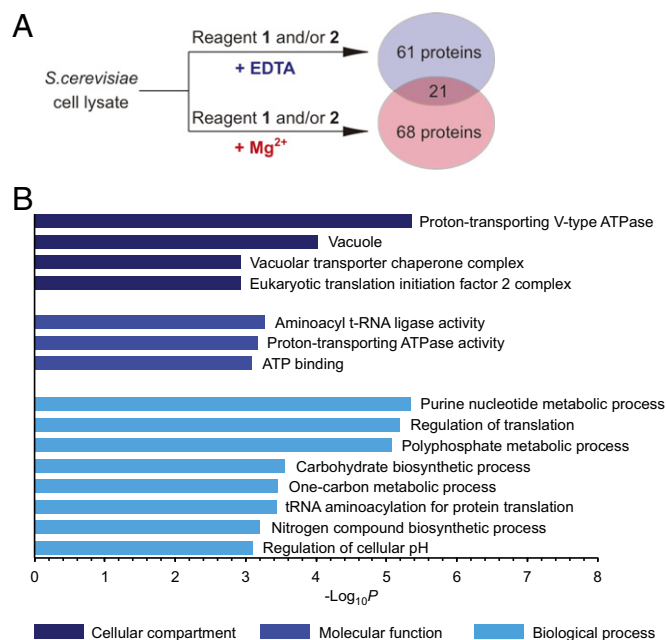 A
S.cerevisiae
cell lysate
Reagent 1 and/or 2
+ EDTA
Reagent 1 and/or 2
+ Mg2+
61 proteins
21
68 proteins
B
Proton-transporting V-type ATPase
Vacuole
Vacuolar transporter chaperone complex
Eukaryotic translation initiation factor 2 complex
Aminoacyl t-RNA ligase activity
Proton-transporting ATPase activity
ATP binding
Purine nucleotide metabolic process
Regulation of translation
Polyphosphate metabolic process
Carbohydrate biosynthetic process
One-carbon metabolic process
tRNA aminoacylation for protein translation
Nitrogen compound biosynthetic process
Regulation of cellular pH
0 1 2 3 4 5 6 7 8
-Log10P
Cellular compartment Molecular function Biological process